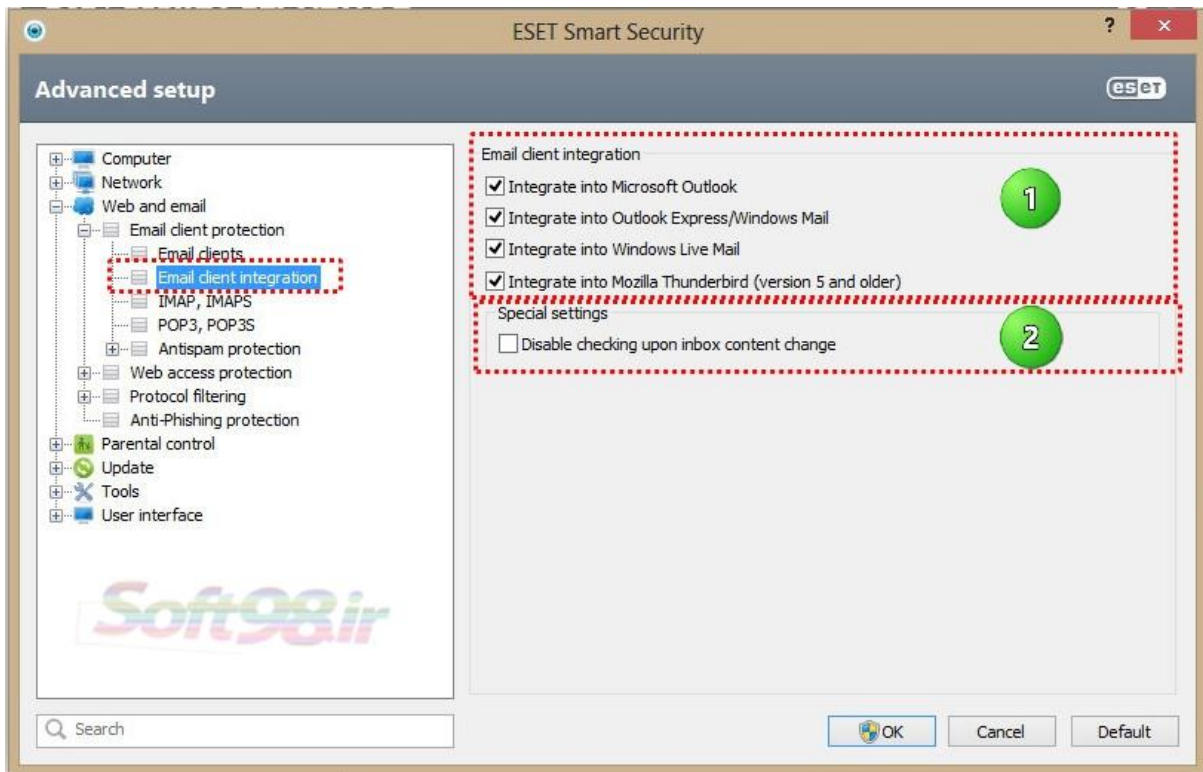 ESET Smart Security
?
Advanced setup
eset
Computer
Network
Web and email
Email client protection
Email clients
Email client integration
IMAP, IMAPS
POP3, POP3S
Antispam protection
Web access protection
Protocol filtering
Anti-Phishing protection
Parental control
Update
Tools
User interface
Soft98.ir
Search
Email client integration
Integrate into Microsoft Outlook
Integrate into Outlook Express/Windows Mail
Integrate into Windows Live Mail
Integrate into Mozilla Thunderbird (version 5 and older)
1
Special settings
Disable checking upon inbox content change
2
OK
Cancel
Default